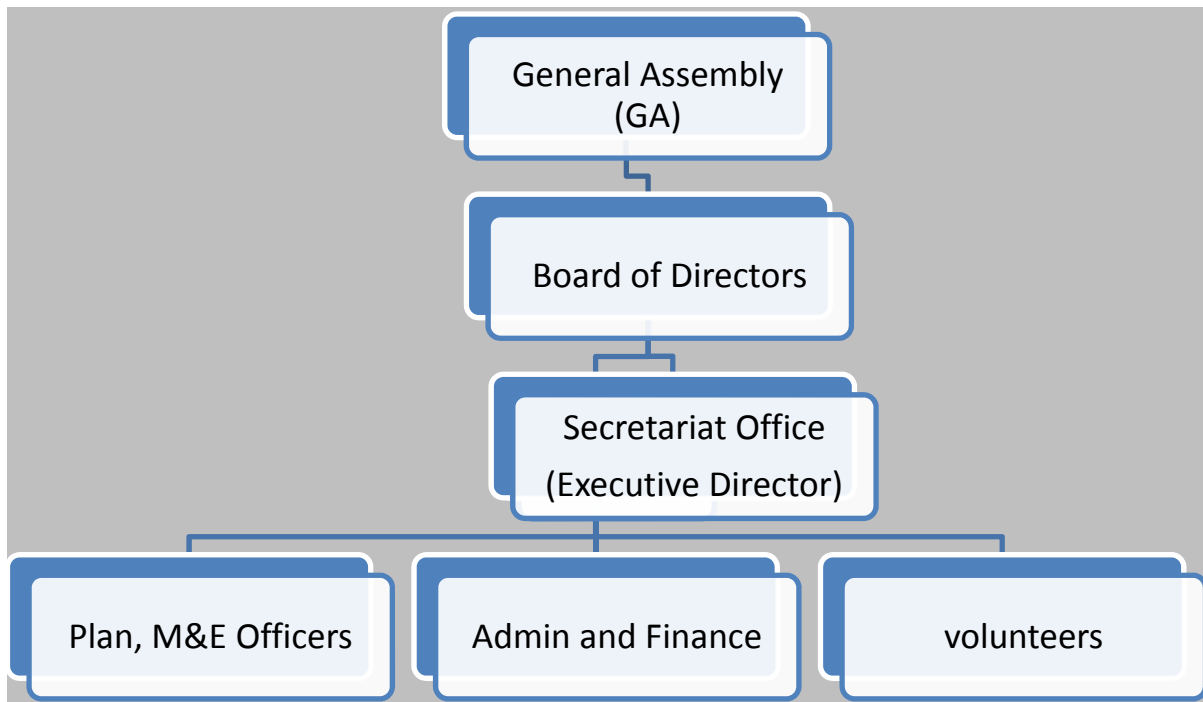 General Assembly
(GA)
Board of Directors
Secretariat Office
(Executive Director)
Plan, M&E Officers
Admin and Finance
volunteers